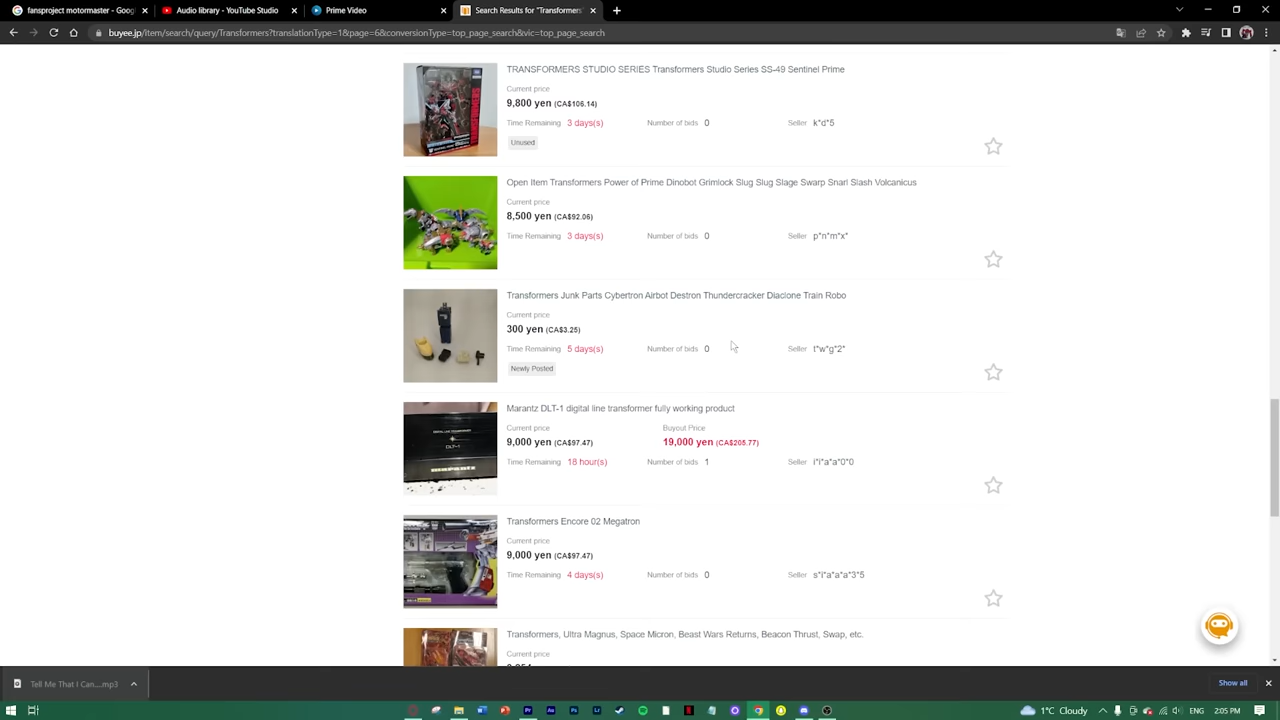 fansproject motormaster - Goo
Audio library - YouTube Studio
Prime Video
Search Results for "Transformers
buyee.jp/item/search/query/Transformers?translationType=1&page=6&conversionType=top_page_search&vic=top_page_search
TRANSFORMERS STUDIO SERIES Transformers Studio Series SS-49 Sentinel Prime
Current price
9,800 yen (CA$106.14)
Time Remaining 3 days(s) Number of bids 0 Seller k*d*5
Unused
Open Item Transformers Power of Prime Dinobot Grimlock Slug Slug Slage Swarp Snarl Slash Volcanicus
Current price
8,500 yen (CA$92.06)
Time Remaining 3 days(s) Number of bids 0 Seller p*n*m*x*
Transformers Junk Parts Cybertron Airbot Destron Thundercracker Diaclone Train Robo
Current price
300 yen (CA$3.25)
Time Remaining 5 days(s) Number of bids 0 Seller t*w*g*2*
Newly Posted
Marantz DLT-1 digital line transformer fully working product
Current price Buyout Price
9,000 yen (CA$97.47) 19,000 yen (CA$205.77)
Time Remaining 18 hour(s) Number of bids 1 Seller i*i*a*a*0*0
DIGITAL LINE TRANSFORMER
DLT-1
Transformers Encore 02 Megatron
Current price
9,000 yen (CA$97.47)
Time Remaining 4 days(s) Number of bids 0 Seller s*i*a*a*a*3*5
Transformers, Ultra Magnus, Space Micron, Beast Wars Returns, Beacon Thrust, Swap, etc.
Current price
Tell Me That I Can....mp3
Show all
11°C Cloudy
2:05 PM